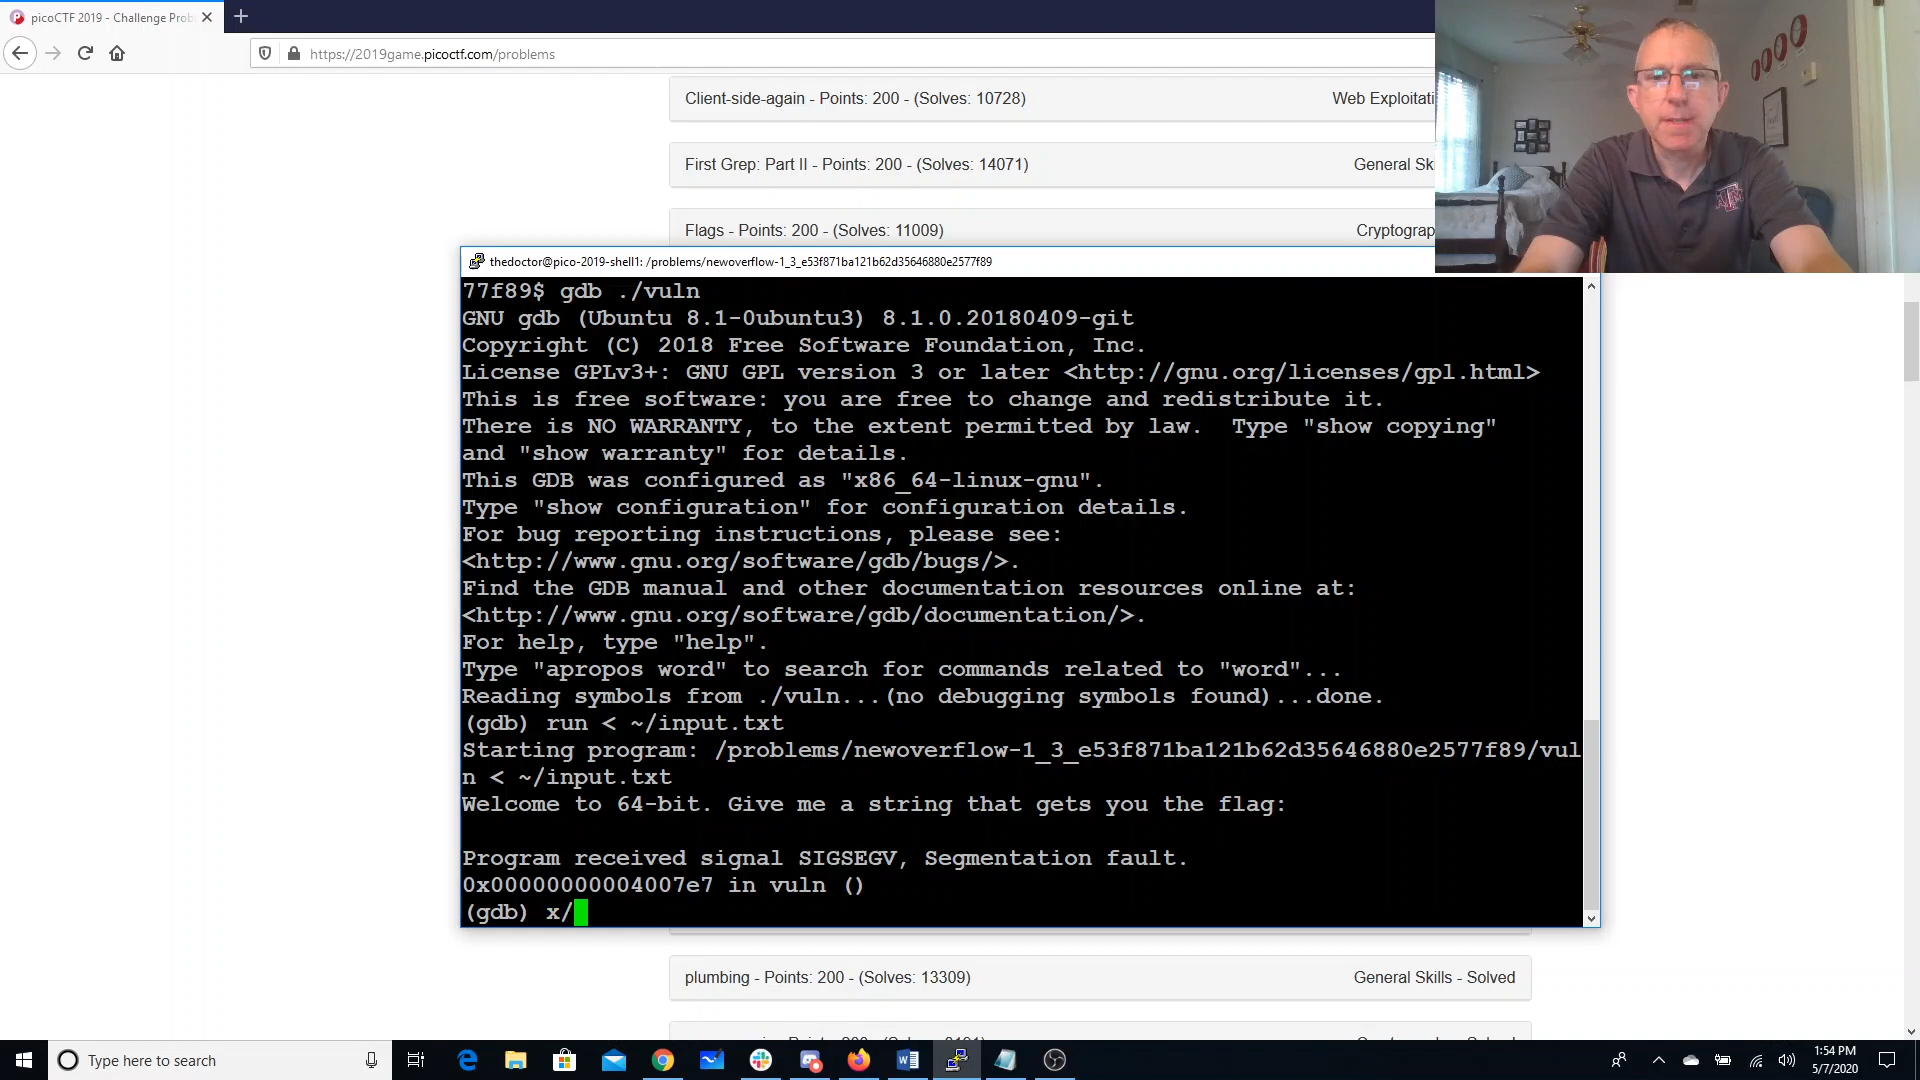 picoCTF 2019 - Challenge Prob
https://2019game.picoctf.com/problems
Client-side-again - Points: 200 - (Solves: 10728)
Web Exploitati
First Grep: Part II - Points: 200 - (Solves: 14071)
General Sk
Flags - Points: 200 - (Solves: 11009)
Cryptograp
thedoctor@pico-2019-shell1: /problems/newoverflow-1_3_e53f871ba121b62d35646880e2577f89
77f89$ gdb ./vuln
GNU gdb (Ubuntu 8.1-0ubuntu3) 8.1.0.20180409-git
Copyright (C) 2018 Free Software Foundation, Inc.
License GPLv3+: GNU GPL version 3 or later <http://gnu.org/licenses/gpl.html>
This is free software: you are free to change and redistribute it.
There is NO WARRANTY, to the extent permitted by law.  Type "show copying"
and "show warranty" for details.
This GDB was configured as "x86_64-linux-gnu".
Type "show configuration" for configuration details.
For bug reporting instructions, please see:
<http://www.gnu.org/software/gdb/bugs/>.
Find the GDB manual and other documentation resources online at:
<http://www.gnu.org/software/gdb/documentation/>.
For help, type "help".
Type "apropos word" to search for commands related to "word"...
Reading symbols from ./vuln...(no debugging symbols found)...done.
(gdb) run < ~/input.txt
Starting program: /problems/newoverflow-1_3_e53f871ba121b62d35646880e2577f89/vul
n < ~/input.txt
Welcome to 64-bit. Give me a string that gets you the flag:
Program received signal SIGSEGV, Segmentation fault.
0x00000000004007e7 in vuln ()
(gdb) x/
plumbing - Points: 200 - (Solves: 13309)
General Skills - Solved
Type here to search
1:54 PM
5/7/2020